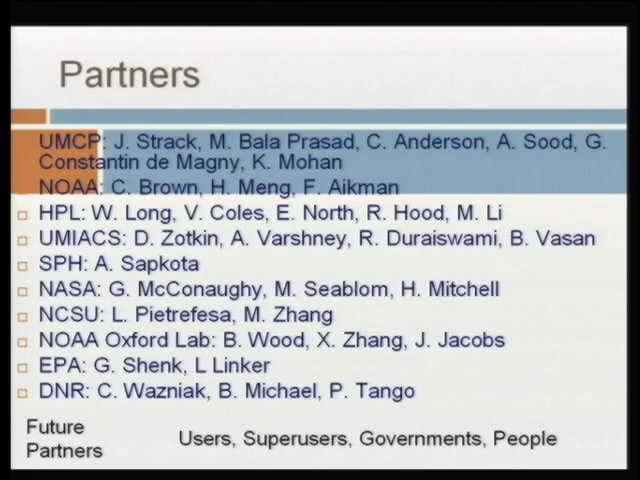 Partners
UMCP: J. Strack, M. Bala Prasad, C. Anderson, A. Sood, G.
Constantin de Magny, K. Mohan
NOAA: C. Brown, H. Meng, F. Aikman
HPL: W. Long, V. Coles, E. North, R. Hood, M. Li
UMIACS: D. Zotkin, A. Varshney, R. Duraiswami, B. Vasan
SPH: A. Sapkota
NASA: G. McConaughy, M. Seablom, H. Mitchell
NCSU: L. Pietrefesa, M. Zhang
NOAA Oxford Lab: B. Wood, X. Zhang, J. Jacobs
EPA: G. Shenk, L Linker
DNR: C. Wazniak, B. Michael, P. Tango
Future
Partners
Users, Superusers, Governments, People